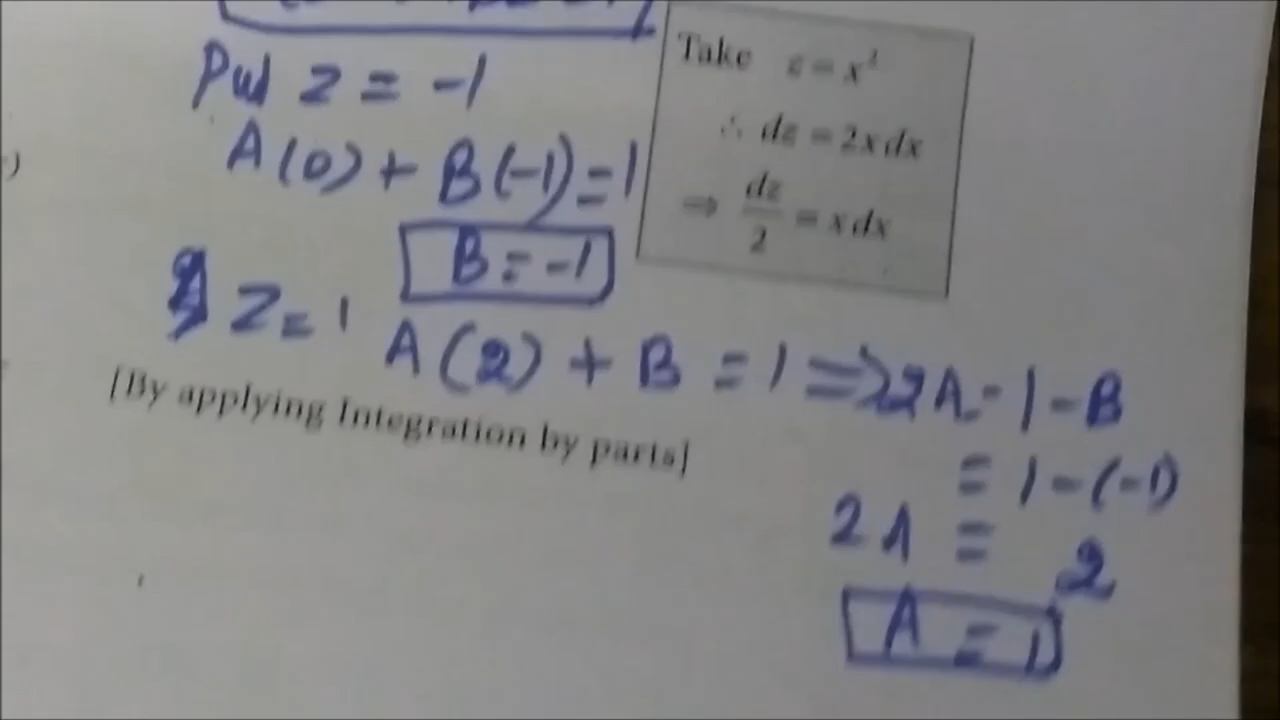 Put z = -1
A(0) + B(-1) = 1
B = -1
z = 1
A(2) + B = 1 ⇒ 2A = 1 - B
= 1 - (-1)
2A = 2
A = 1
Take z = x²
∴ dz = 2x dx
⇒ dz/2 = x dx
[By applying Integration by parts]